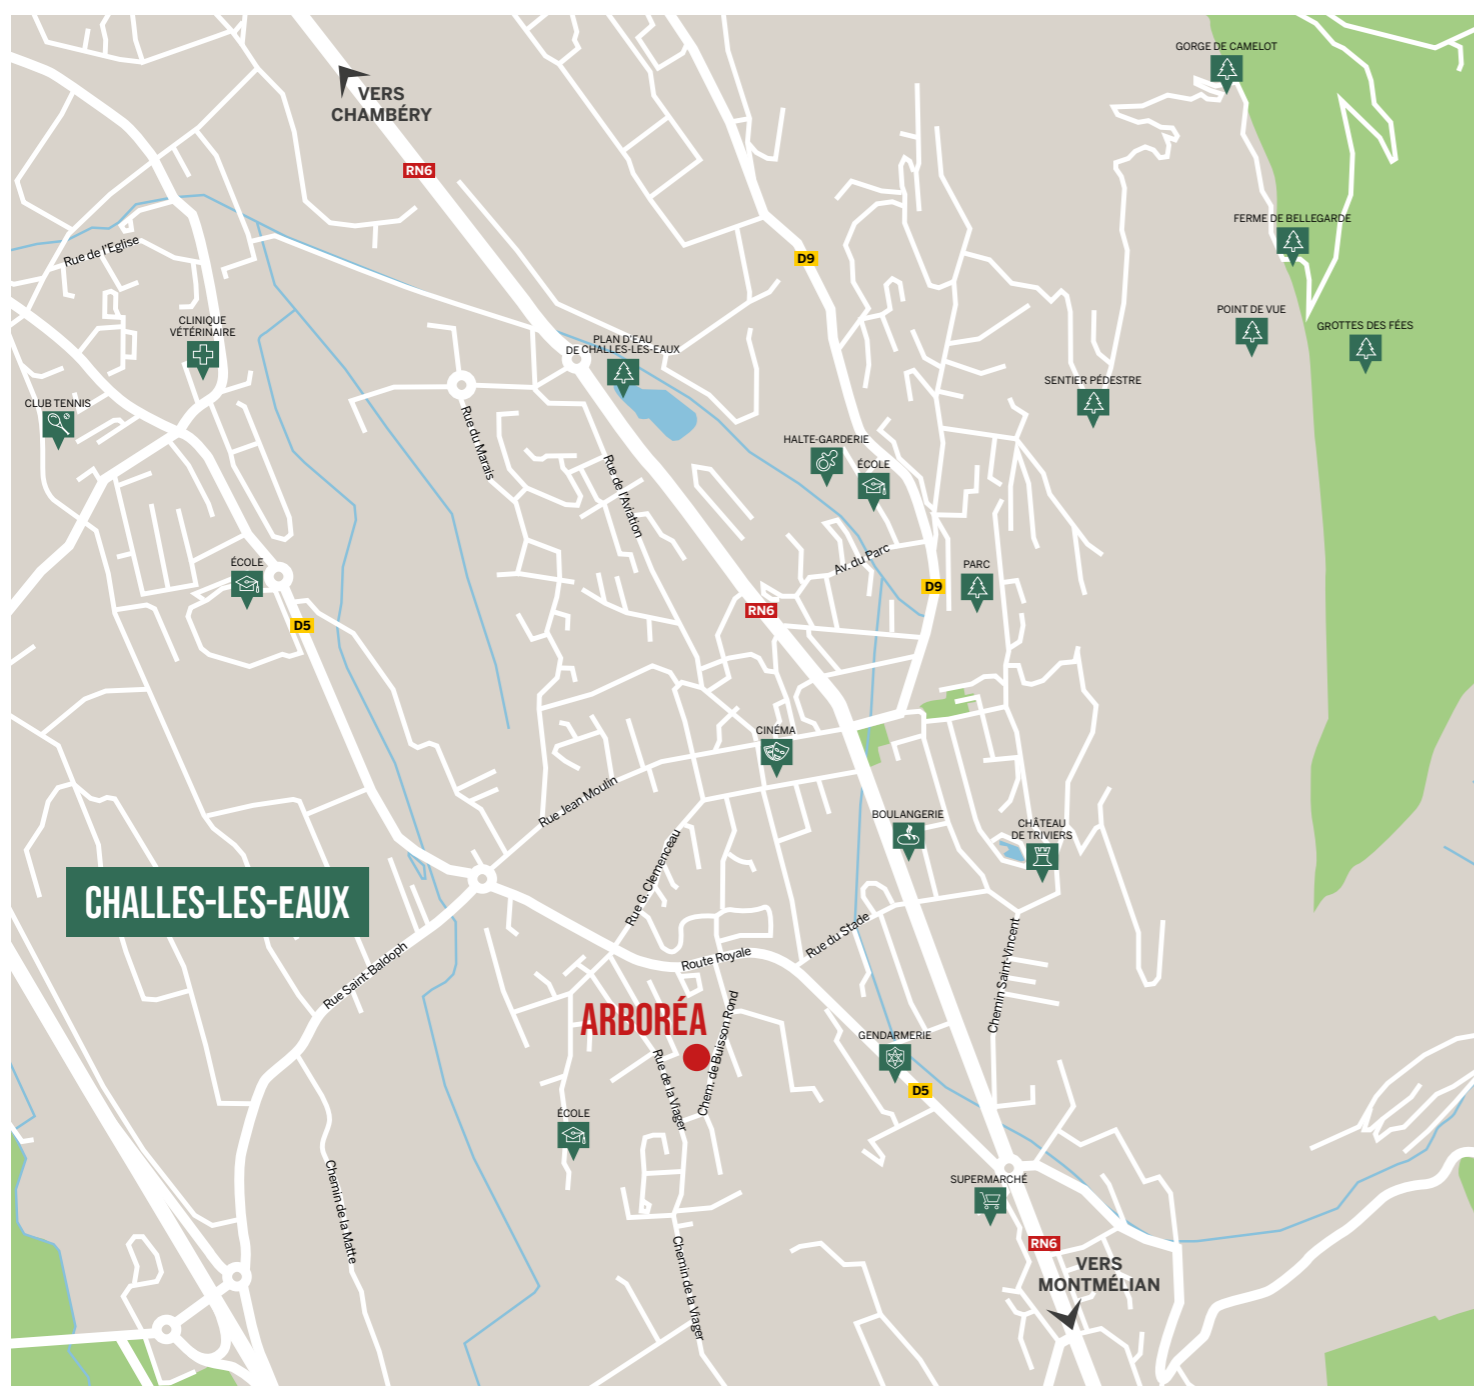 GORGE DE CAMELOT
VERS
CHAMBÉRY
RN6
FERME DE BELLEGARDE
Rue de l'Eglise
D9
POINT DE VUE
GROTTES DES FÉES
CLINIQUE
VÉTÉRINAIRE
PLAN D'EAU
DE CHALLES-LES-EAUX
SENTIER PÉDESTRE
CLUB TENNIS
Rue du Marais
HALTE-GARDERIE
ÉCOLE
Rue de l'Aviation
Av. du Parc
ÉCOLE
PARC
D9
RN6
D5
CINÉMA
Rue Jean Moulin
BOULANGERIE
CHÂTEAU
DE TRIVIERS
Rue G. Clemenceau
CHALLES-LES-EAUX
Rue du Stade
Route Royale
Rue Saint-Baldoph
Chemin Saint-Vincent
ARBORÉA
Chem. de Buisson Rond
GENDARMERIE
Rue de la Viager
D5
ÉCOLE
SUPERMARCHÉ
Chemin de la Matte
RN6
Chemin de la Viager
VERS
MONTMÉLIAN